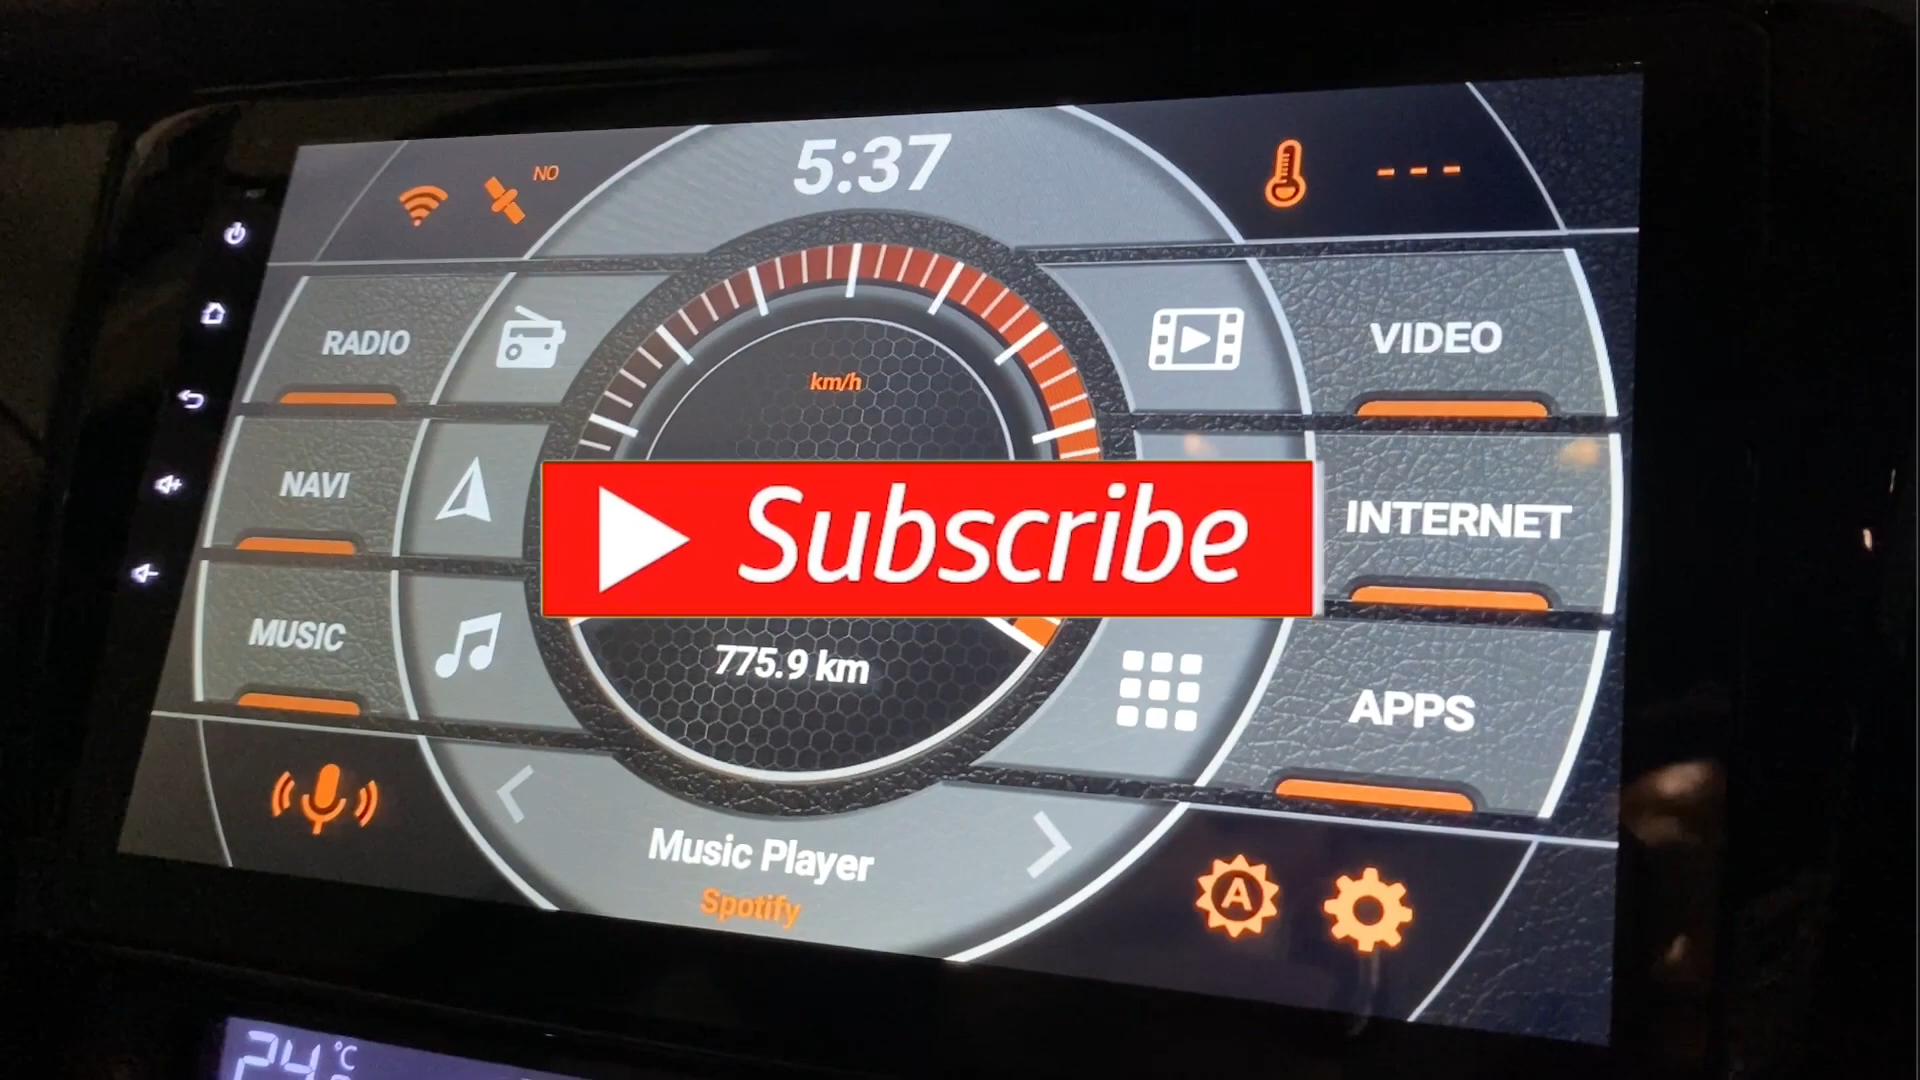 5:37
NO
- - -
RADIO
km/h
VIDEO
NAVI
Subscribe
INTERNET
MUSIC
775.9 km
APPS
Music Player
Spotify
A
24
°C